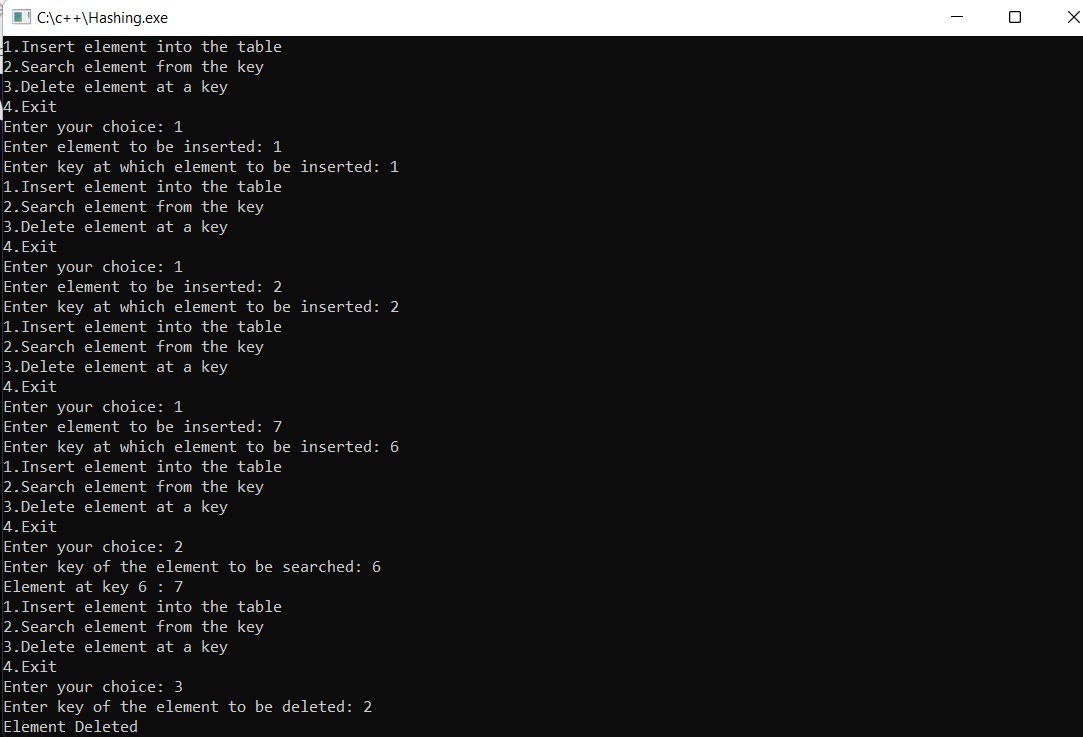 C:\c++\Hashing.exe
1.Insert element into the table
2.Search element from the key
3.Delete element at a key
4.Exit
Enter your choice: 1
Enter element to be inserted: 1
Enter key at which element to be inserted: 1
1.Insert element into the table
2.Search element from the key
3.Delete element at a key
4.Exit
Enter your choice: 1
Enter element to be inserted: 2
Enter key at which element to be inserted: 2
1.Insert element into the table
2.Search element from the key
3.Delete element at a key
4.Exit
Enter your choice: 1
Enter element to be inserted: 7
Enter key at which element to be inserted: 6
1.Insert element into the table
2.Search element from the key
3.Delete element at a key
4.Exit
Enter your choice: 2
Enter key of the element to be searched: 6
Element at key 6 : 7
1.Insert element into the table
2.Search element from the key
3.Delete element at a key
4.Exit
Enter your choice: 3
Enter key of the element to be deleted: 2
Element Deleted